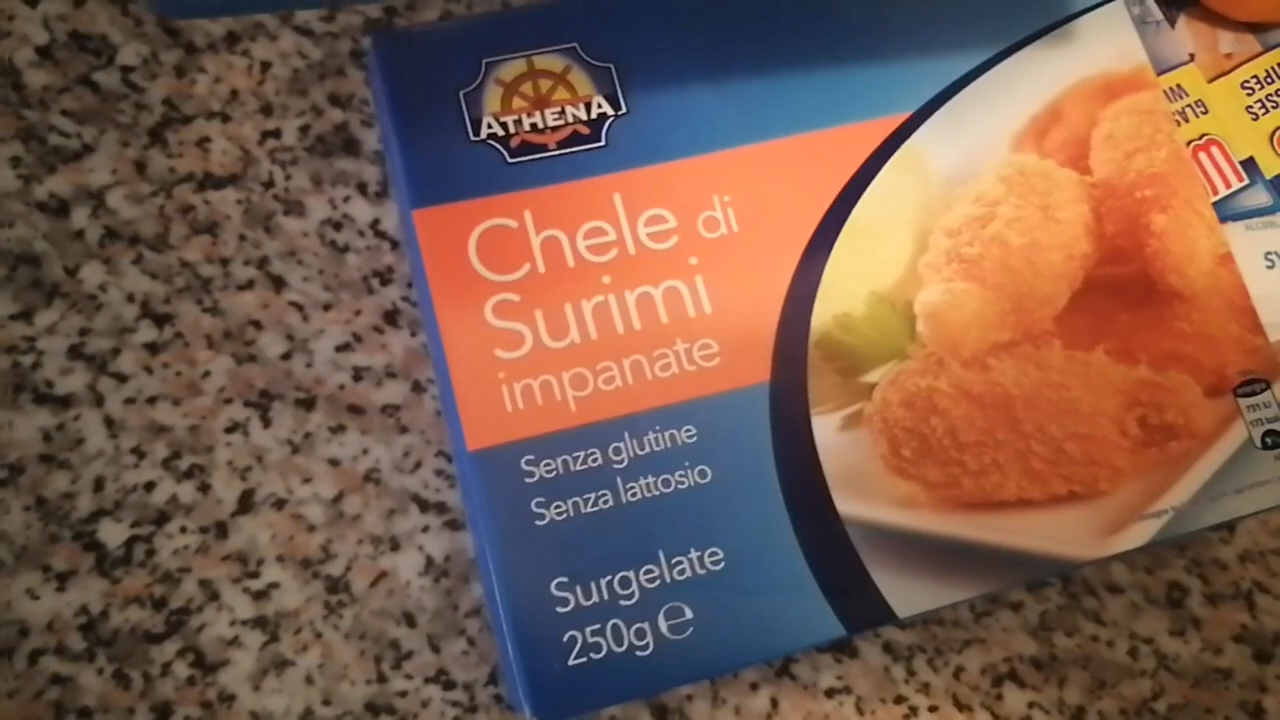 ATHENA
Chele di
Surimi
impanate
Senza glutine
Senza lattosio
Surgelate
250g ℮